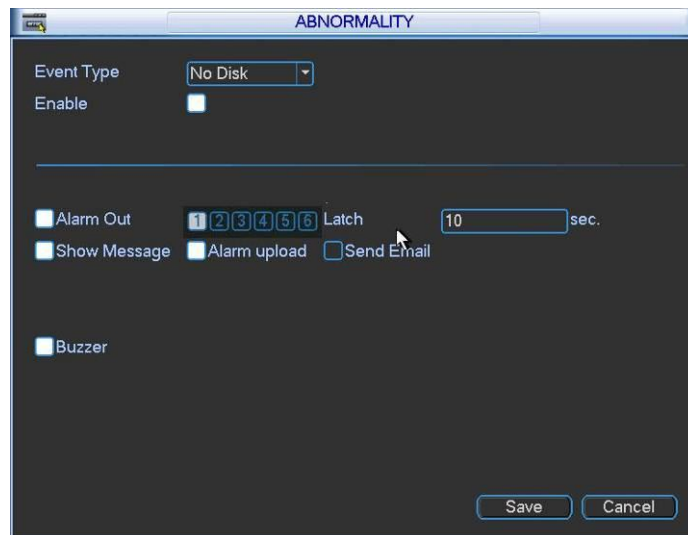 ABNORMALITY
Event Type No Disk
Enable
Alarm Out 1 2 3 4 5 6 Latch 10 sec.
Show Message Alarm upload Send Email
Buzzer
Save Cancel